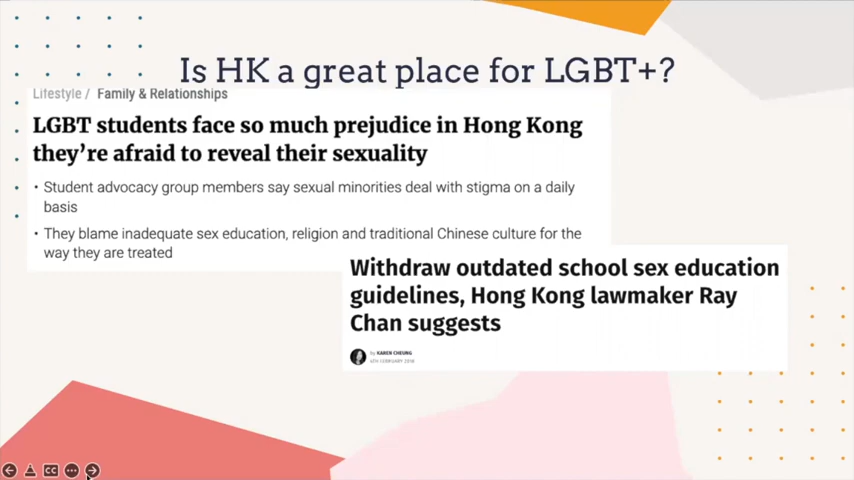 Is HK a great place for LGBT+?
Lifestyle / Family & Relationships
LGBT students face so much prejudice in Hong Kong
they're afraid to reveal their sexuality
• Student advocacy group members say sexual minorities deal with stigma on a daily
basis
• They blame inadequate sex education, religion and traditional Chinese culture for the
way they are treated
Withdraw outdated school sex education
guidelines, Hong Kong lawmaker Ray
Chan suggests
by KAREN CHEUNG
CC